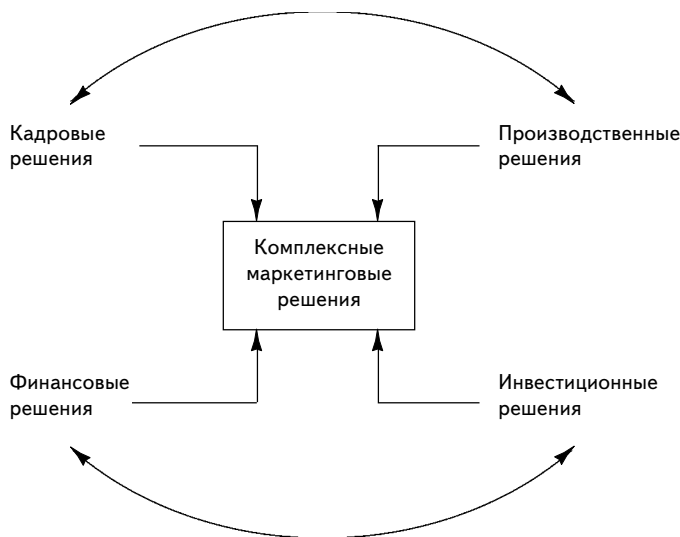 Кадровые
решения
Производственные
решения
Комплексные
маркетинговые
решения
Финансовые
решения
Инвестиционные
решения